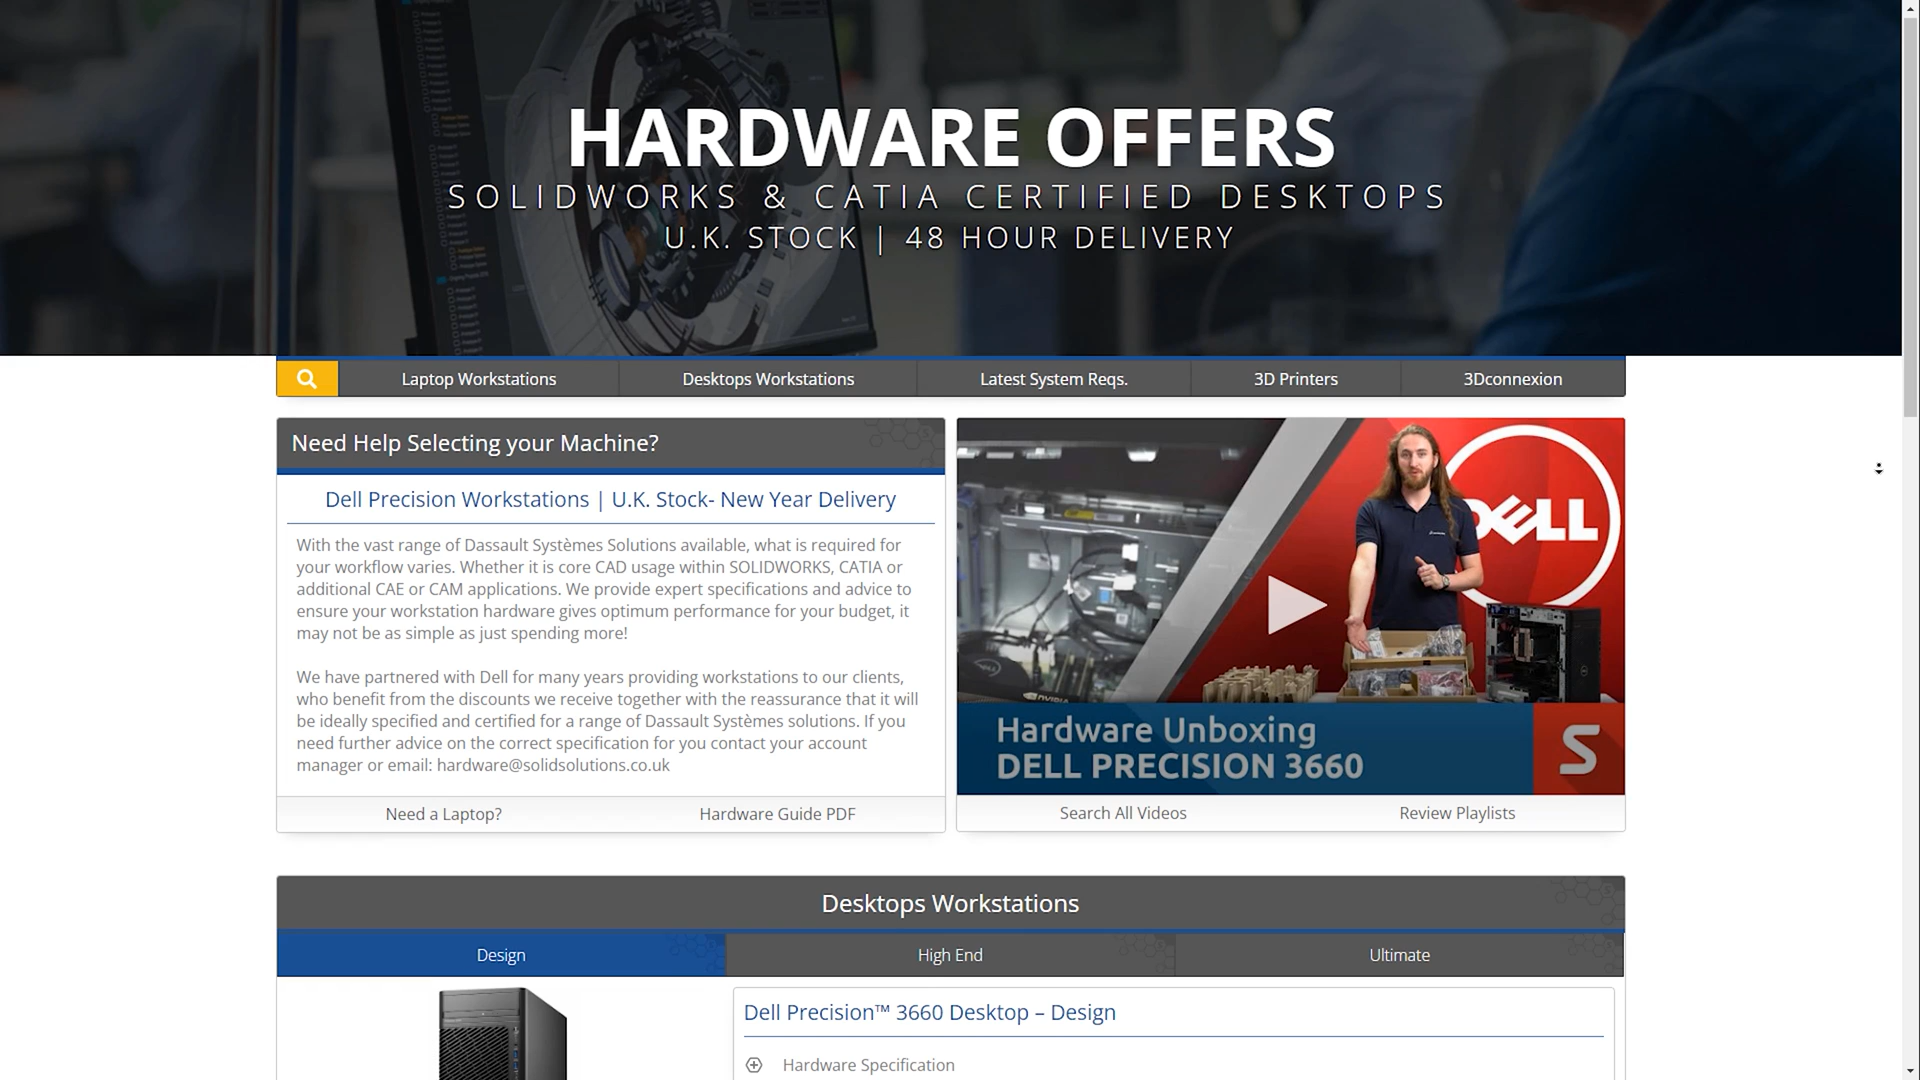 HARDWARE OFFERS
SOLIDWORKS & CATIA CERTIFIED DESKTOPS
U.K. STOCK | 48 HOUR DELIVERY
Laptop Workstations
Desktops Workstations
Latest System Reqs.
3D Printers
3Dconnexion
Need Help Selecting your Machine?
Dell Precision Workstations | U.K. Stock- New Year Delivery
With the vast range of Dassault Systèmes Solutions available, what is required for
your workflow varies. Whether it is core CAD usage within SOLIDWORKS, CATIA or
additional CAE or CAM applications. We provide expert specifications and advice to
ensure your workstation hardware gives optimum performance for your budget, it
may not be as simple as just spending more!
We have partnered with Dell for many years providing workstations to our clients,
who benefit from the discounts we receive together with the reassurance that it will
be ideally specified and certified for a range of Dassault Systèmes solutions. If you
need further advice on the correct specification for you contact your account
manager or email: hardware@solidsolutions.co.uk
Need a Laptop?
Hardware Guide PDF
DELL
DELL
NVIDIA
Hardware Unboxing
DELL PRECISION 3660
S
Search All Videos
Review Playlists
Desktops Workstations
Design
High End
Ultimate
Dell Precision™ 3660 Desktop – Design
Hardware Specification